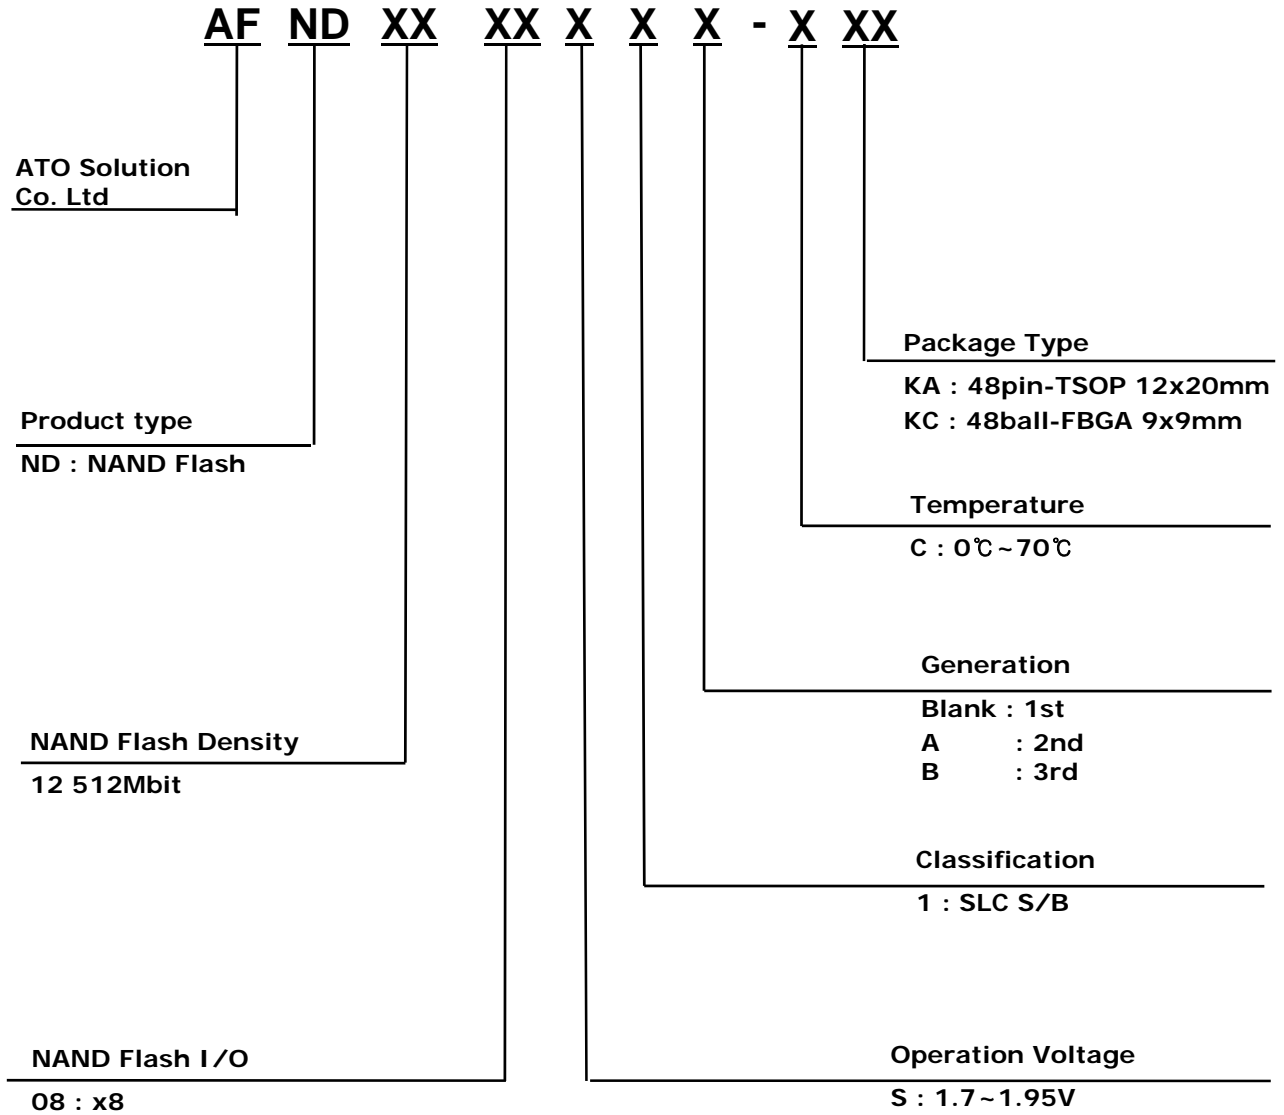 AF ND XX XX X X X - X XX
ATO Solution
Co. Ltd
Product type
ND : NAND Flash
NAND Flash Density
12 512Mbit
NAND Flash I/O
08 : x8
Package Type
KA : 48pin-TSOP 12x20mm
KC : 48ball-FBGA 9x9mm
Temperature
C : 0℃~70℃
Generation
Blank : 1st
A : 2nd
B : 3rd
Classification
1 : SLC S/B
Operation Voltage
S : 1.7~1.95V